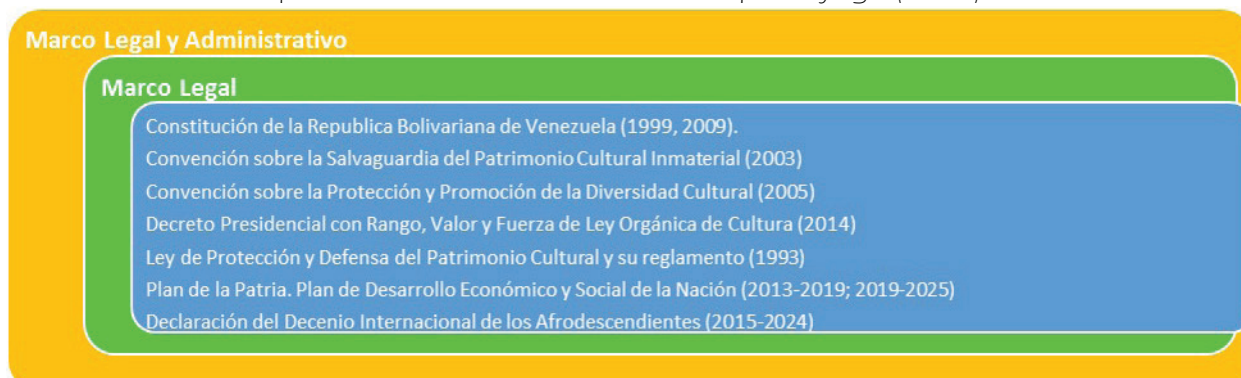 Marco Legal y Administrativo
Marco Legal
Constitución de la Republica Bolivariana de Venezuela (1999, 2009).
Convención sobre la Salvaguardia del Patrimonio Cultural Inmaterial (2003)
Convención sobre la Protección y Promoción de la Diversidad Cultural (2005)
Decreto Presidencial con Rango, Valor y Fuerza de Ley Orgánica de Cultura (2014)
Ley de Protección y Defensa del Patrimonio Cultural y su reglamento (1993)
Plan de la Patria. Plan de Desarrollo Económico y Social de la Nación (2013-2019; 2019-2025)
Declaración del Decenio Internacional de los Afrodescendientes (2015-2024)